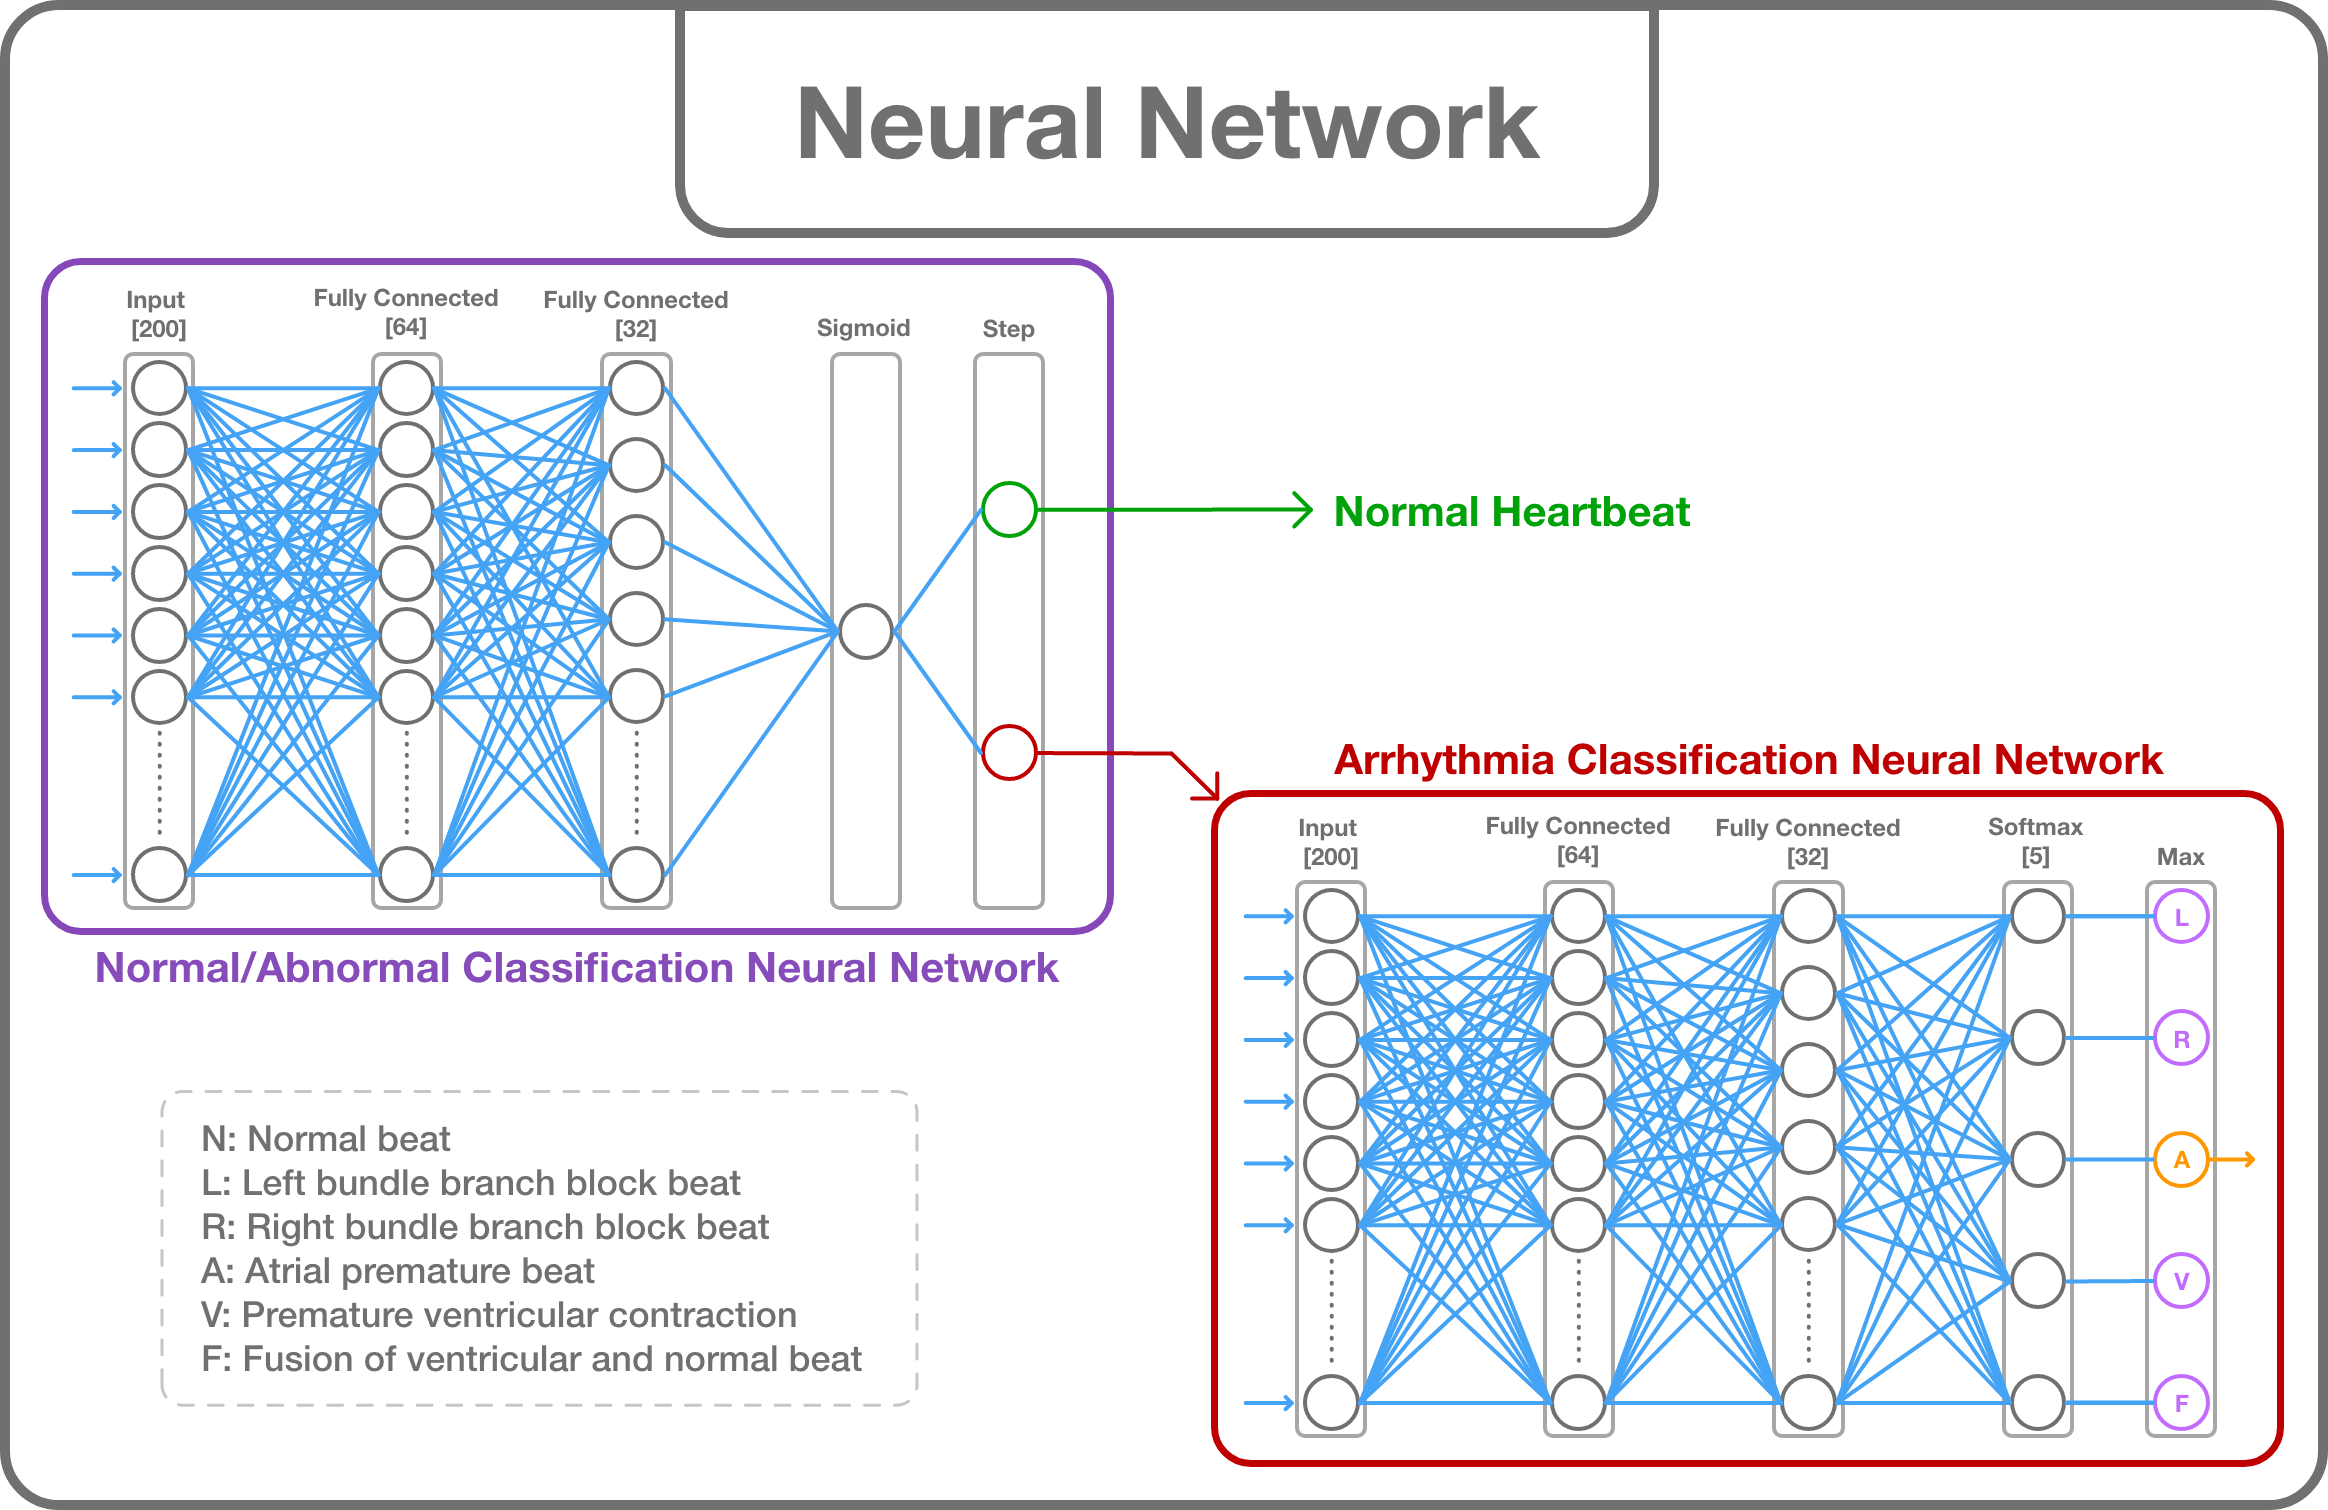 Neural Network
Input
[200]
Fully Connected
[64]
Fully Connected
[32]
Sigmoid
Step
Normal Heartbeat
Normal/Abnormal Classification Neural Network
Arrhythmia Classification Neural Network
Input
[200]
Fully Connected
[64]
Fully Connected
[32]
Softmax
[5]
Max
L
R
A
V
F
N: Normal beat
L: Left bundle branch block beat
R: Right bundle branch block beat
A: Atrial premature beat
V: Premature ventricular contraction
F: Fusion of ventricular and normal beat